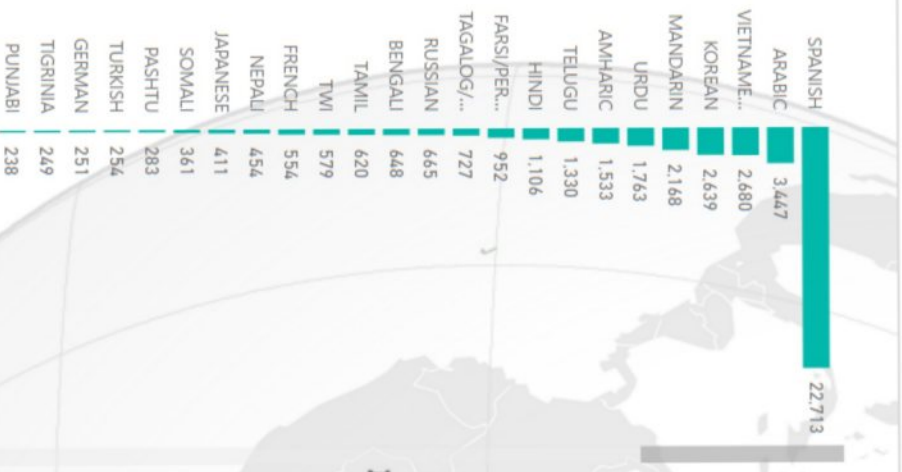 SPANISH 22,713
ARABIC 3,447
VIETNAME... 2,680
KOREAN 2,639
MANDARIN 2,168
URDU 1,763
AMHARIC 1,533
TELUGU 1,330
HINDI 1,106
FARSI/PER... 952
TAGALOG/... 727
RUSSIAN 665
BENGALI 648
TAMIL 620
TWI 579
FRENCH 554
NEPALI 454
JAPANESE 411
SOMALI 361
PASHTU 283
TURKISH 254
GERMAN 251
TIGRINIA 249
PUNJABI 238